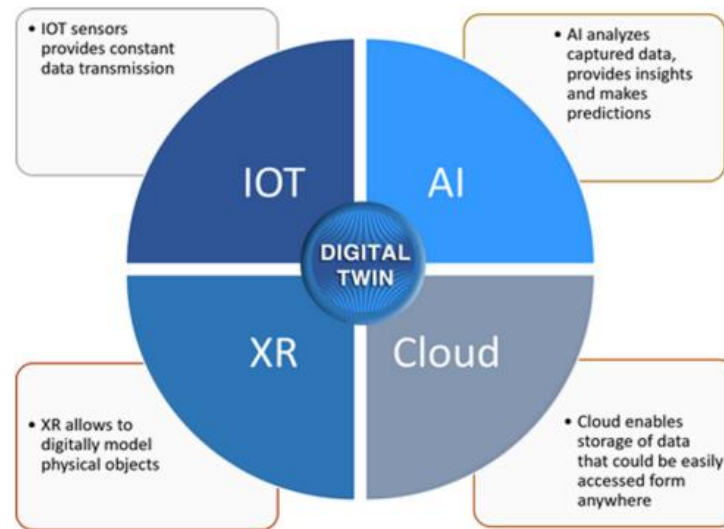 • IOT sensors
provides constant
data transmission
• AI analyzes
captured data,
provides insights
and makes
predictions
IOT
AI
DIGITAL
TWIN
XR
Cloud
• XR allows to
digitally model
physical objects
• Cloud enables
storage of data
that could be easily
accessed form
anywhere